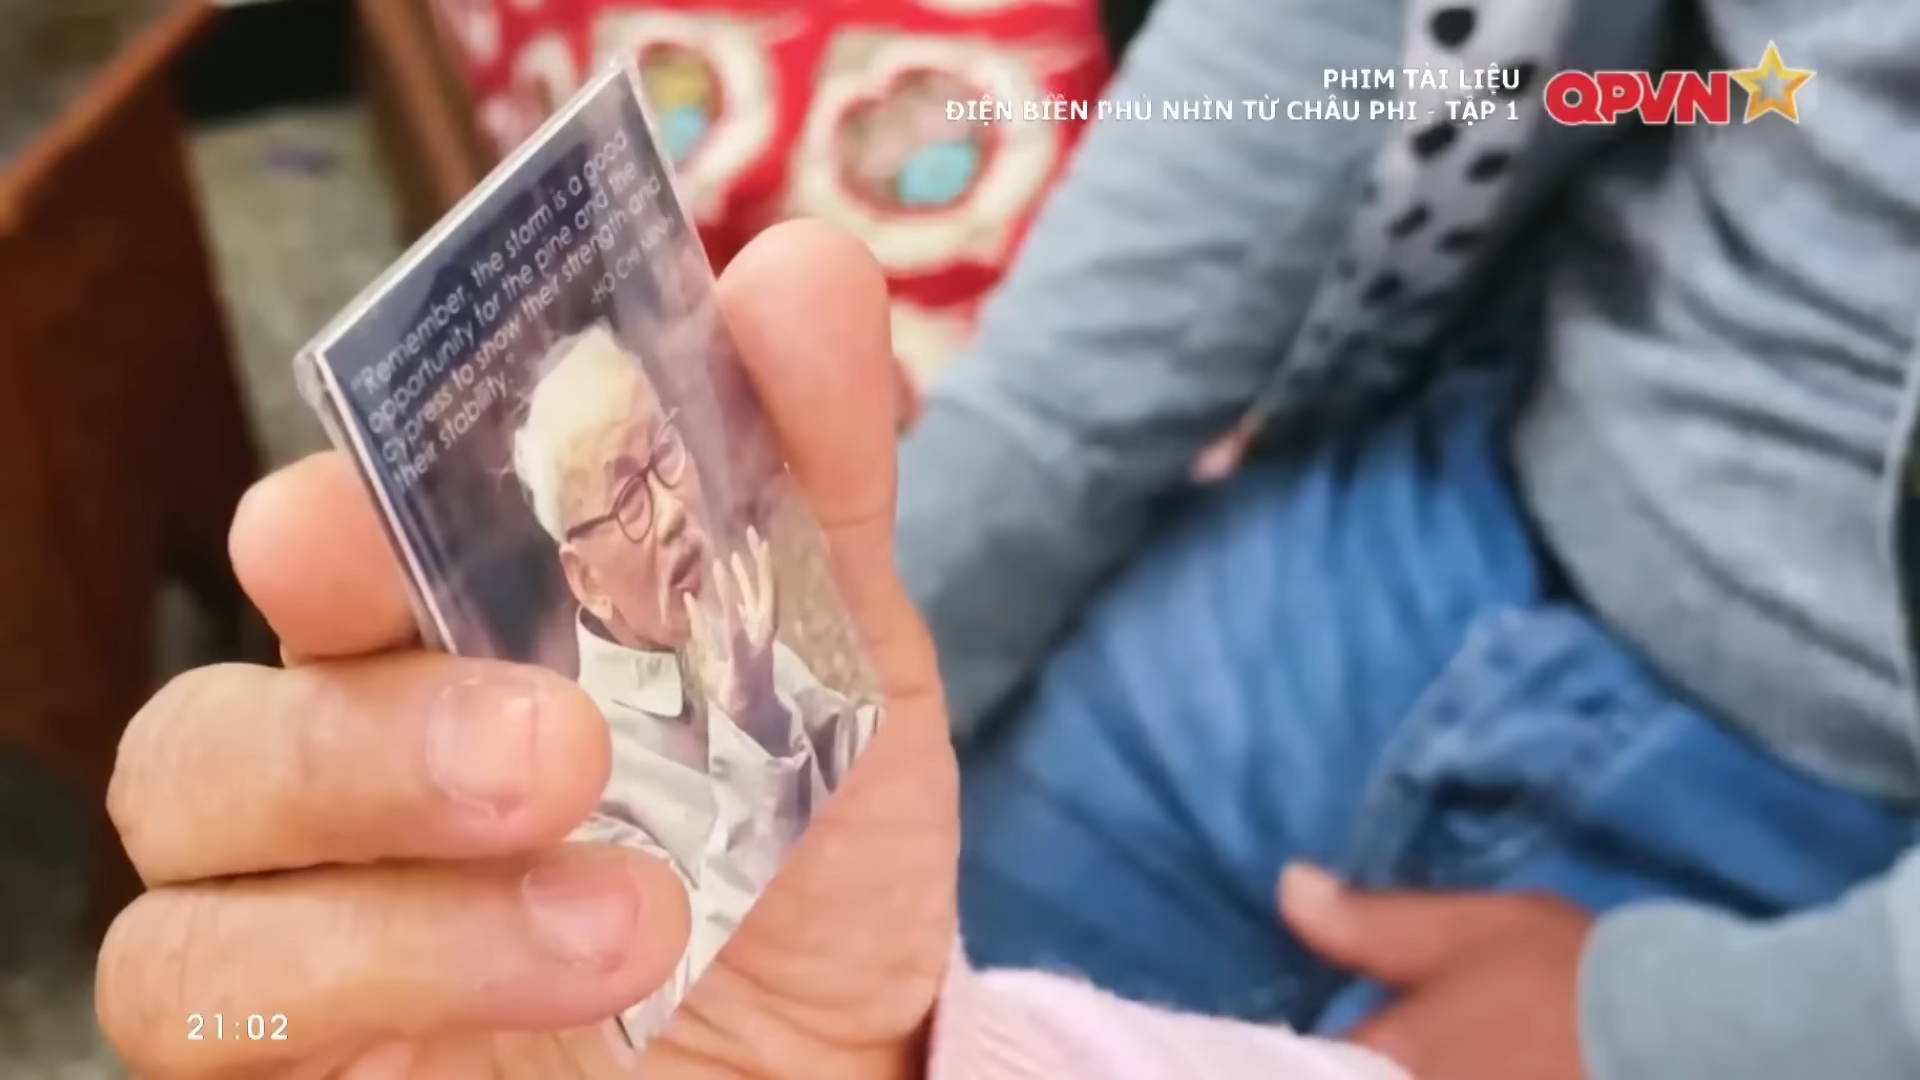 PHIM TÀI LIỆU
ĐIỆN BIÊN PHỦ NHÌN TỪ CHÂU PHI - TẬP 1
QPVN
"Remember, the storm is a good
opportunity for the pine and the
cypress to show their strength and
their stability."
-HO CHI MINH
21:02